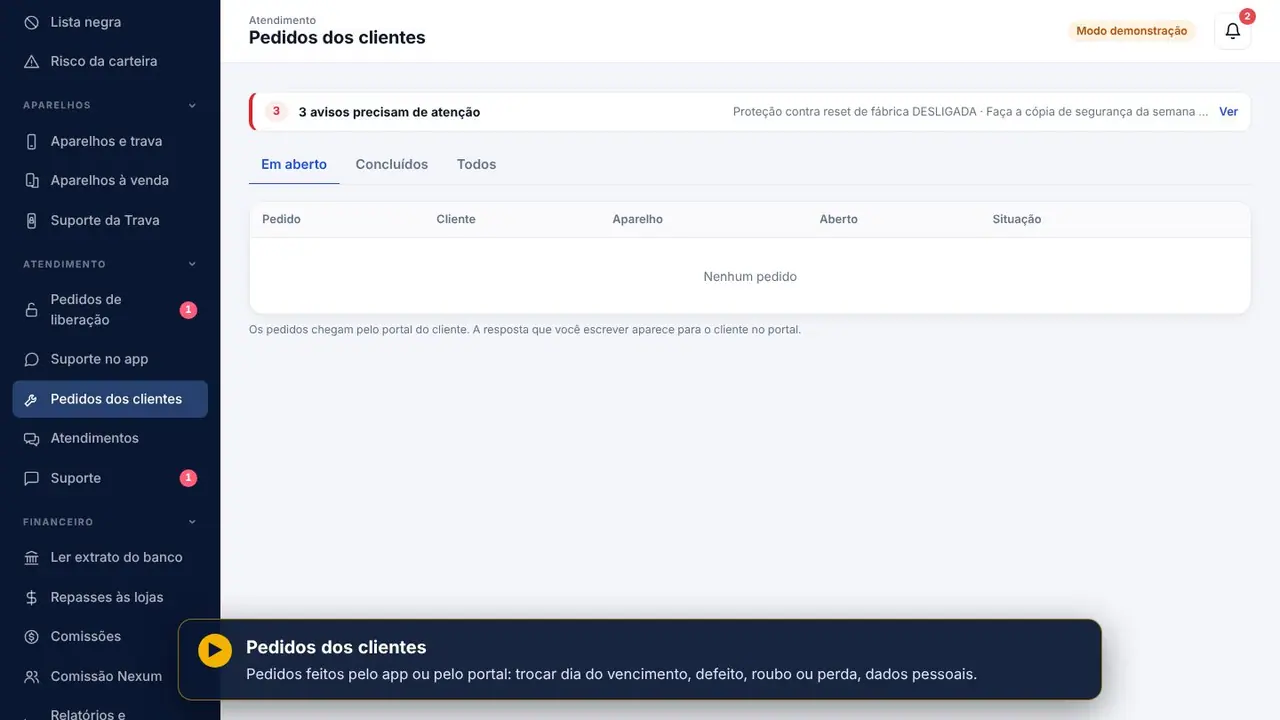 Lista negra
Risco da carteira
APARELHOS
Aparelhos e trava
Aparelhos à venda
Suporte da Trava
ATENDIMENTO
Pedidos de
liberação
1
Suporte no app
Pedidos dos clientes
Atendimentos
Suporte
1
FINANCEIRO
Ler extrato do banco
Repasses às lojas
Comissões
Comissão Nexum
Relatórios e
Atendimento
Pedidos dos clientes
Modo demonstração
2
3
3 avisos precisam de atenção
Proteção contra reset de fábrica DESLIGADA · Faça a cópia de segurança da semana ...
Ver
Em aberto Concluídos Todos
Pedido Cliente Aparelho Aberto Situação
Nenhum pedido
Os pedidos chegam pelo portal do cliente. A resposta que você escrever aparece para o cliente no portal.
Pedidos dos clientes
Pedidos feitos pelo app ou pelo portal: trocar dia do vencimento, defeito, roubo ou perda, dados pessoais.